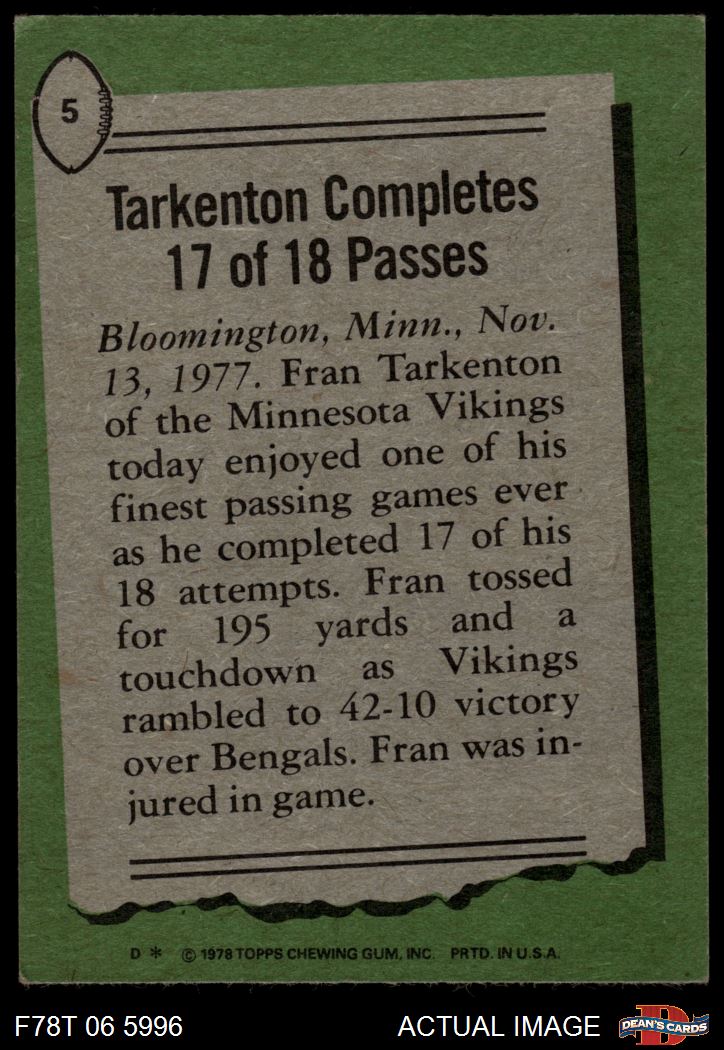 5
Tarkenton Completes
17 of 18 Passes
Bloomington, Minn., Nov.
13, 1977. Fran Tarkenton
of the Minnesota Vikings
today enjoyed one of his
finest passing games ever
as he completed 17 of his
18 attempts. Fran tossed
for 195 yards and a
touchdown as Vikings
rambled to 42-10 victory
over Bengals. Fran was in-
jured in game.
D * © 1978 TOPPS CHEWING GUM, INC. PRTD. IN U.S.A.
F78T 06 5996 ACTUAL IMAGE D DEAN'S CARDS